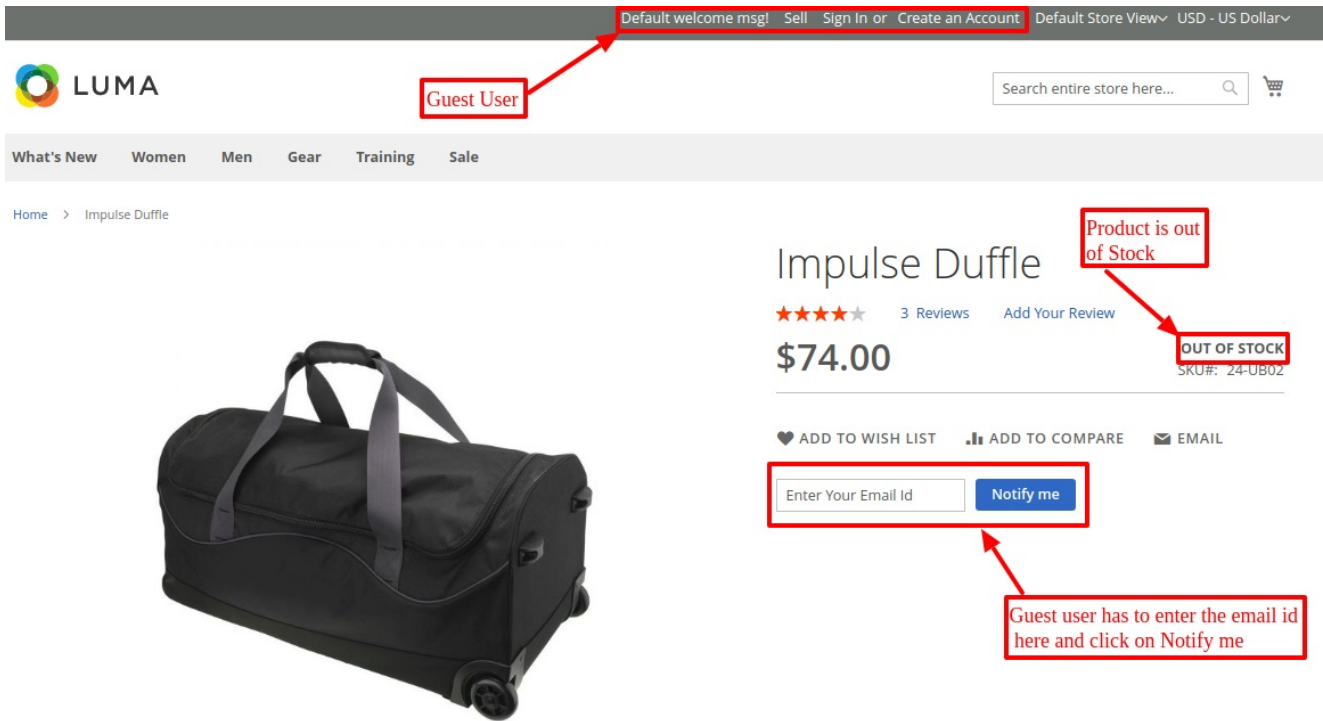 Default welcome msg! Sell Sign In or Create an Account Default Store View USD - US Dollar
LUMA
Guest User
Search entire store here...
What's New Women Men Gear Training Sale
Home > Impulse Duffle
Product is out
of Stock
Impulse Duffle
3 Reviews Add Your Review
$74.00
OUT OF STOCK
SKU#: 24-UB02
ADD TO WISH LIST ADD TO COMPARE EMAIL
Enter Your Email Id Notify me
Guest user has to enter the email id
here and click on Notify me